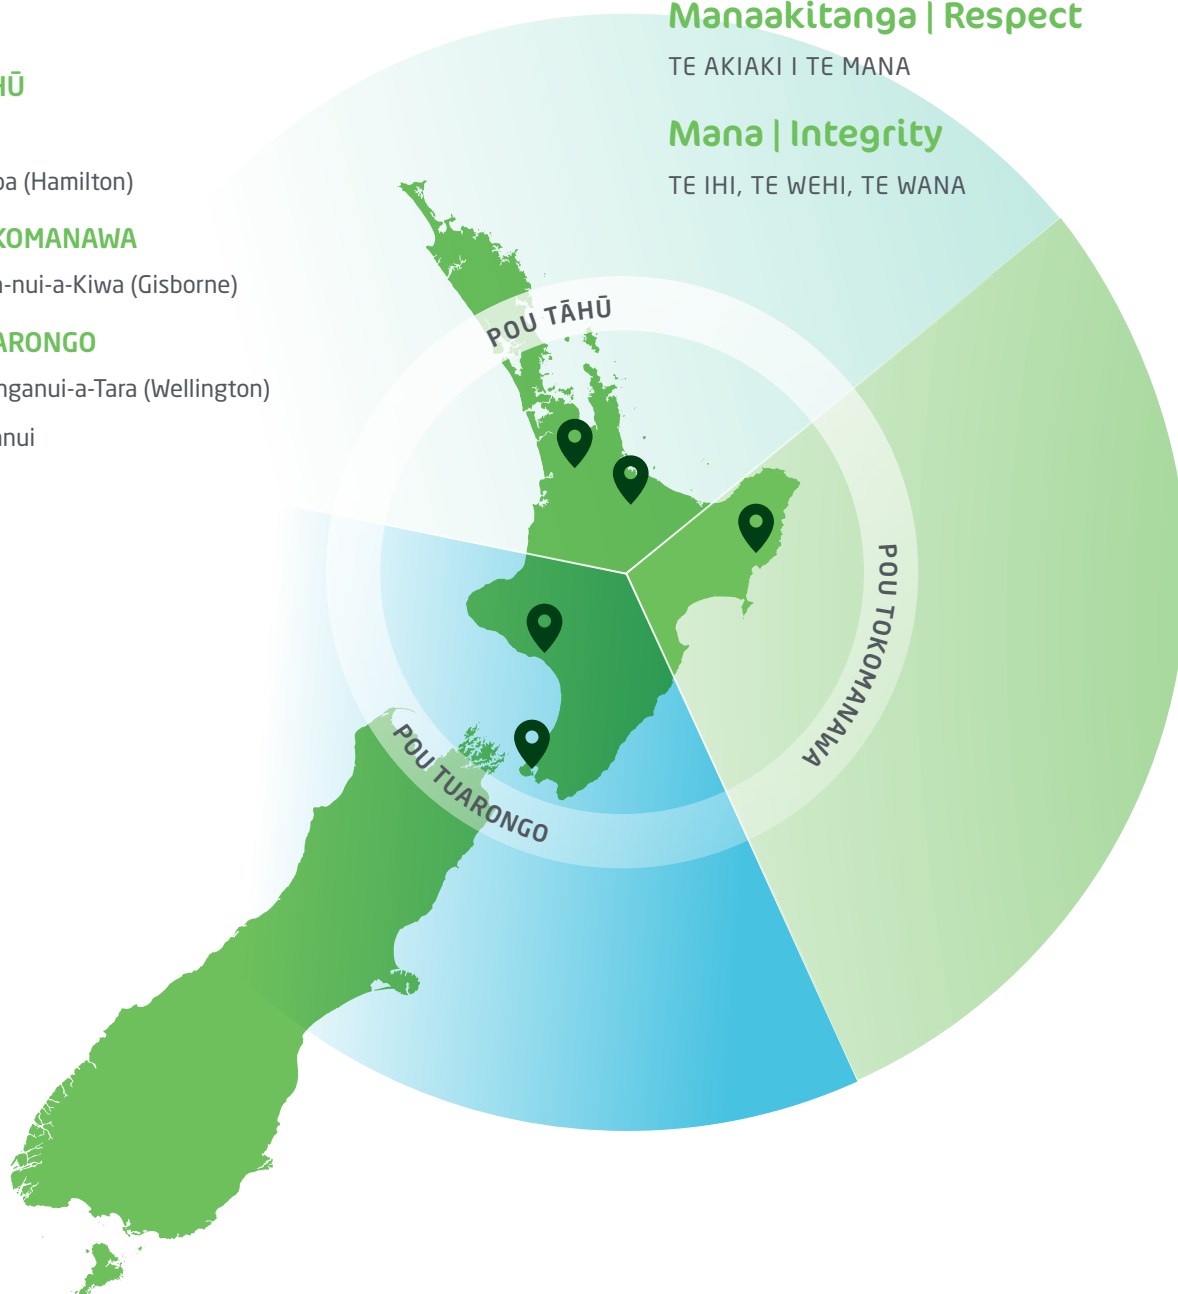 HŪ
pa (Hamilton)
KOMANAWA
a-nui-a-Kiwa (Gisborne)
ARONGO
nganui-a-Tara (Wellington)
anui
Manaakitanga | Respect
TE AKIAKI I TE MANA
Mana | Integrity
TE IHI, TE WEHI, TE WANA
POU TĀHŪ
POU TOKOMANAWA
POU TUARONGO